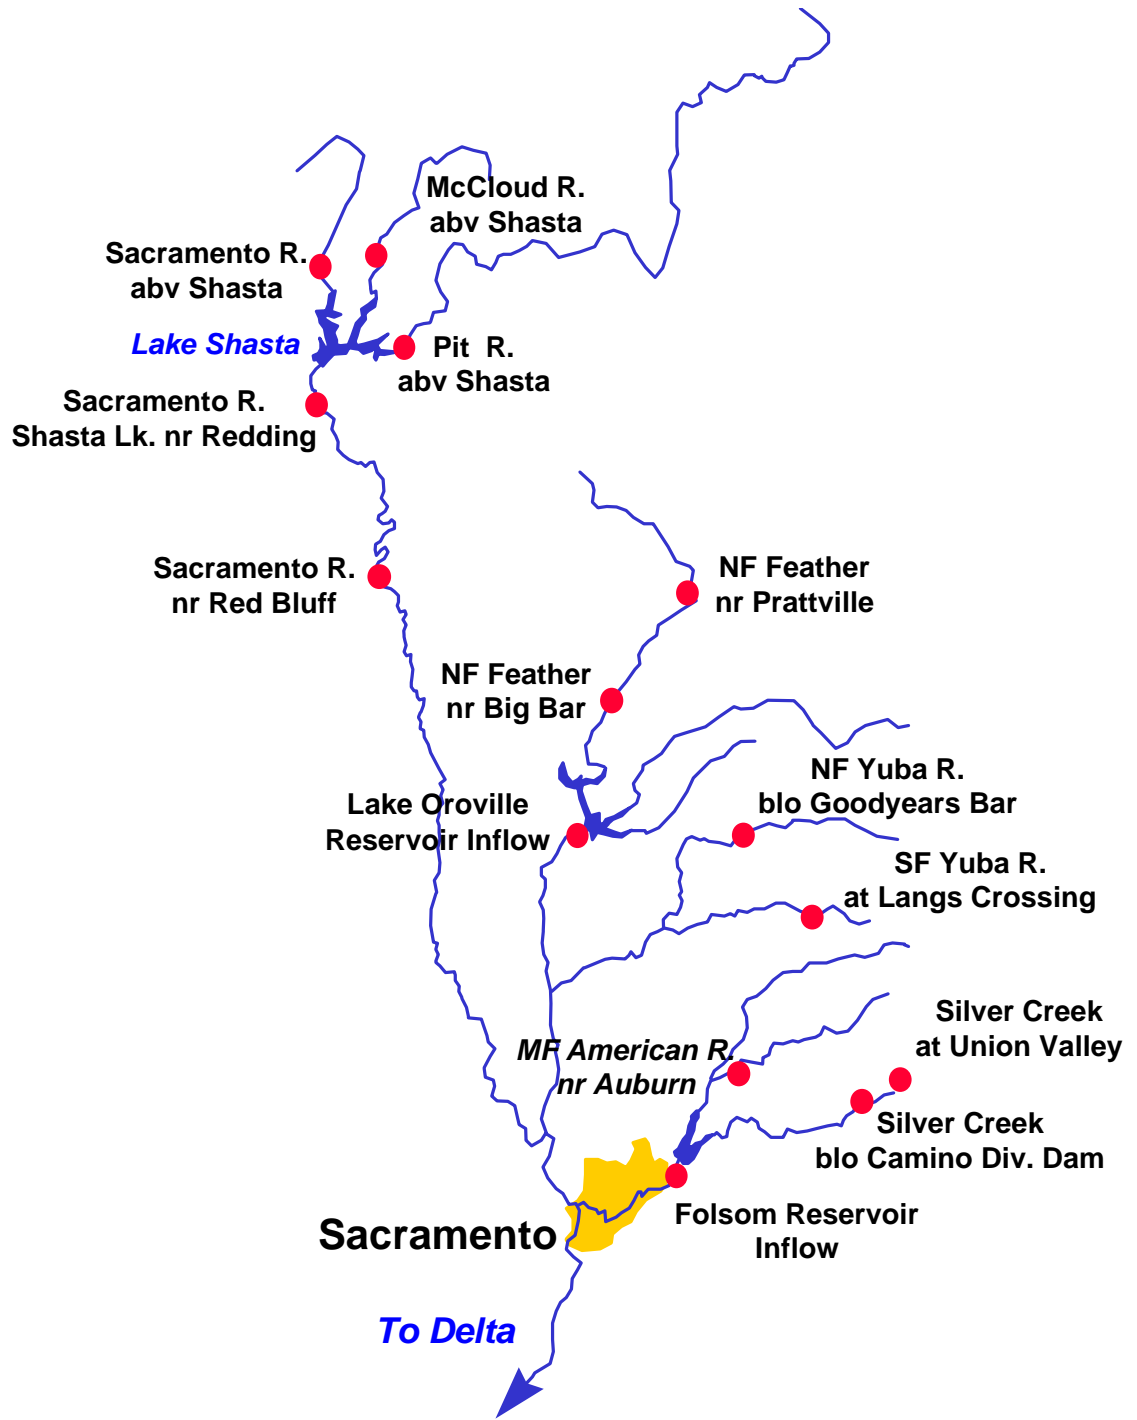 McCloud R.
abv Shasta
Sacramento R.
abv Shasta
Lake Shasta
Pit  R.
abv Shasta
Sacramento R.
Shasta Lk. nr Redding
Sacramento R.
nr Red Bluff
NF Feather
nr Prattville
NF Feather
nr Big Bar
NF Yuba R.
blo Goodyears Bar
Lake Oroville
Reservoir Inflow
SF Yuba R.
at Langs Crossing
Silver Creek
at Union Valley
MF American R.
nr Auburn
Silver Creek
blo Camino Div. Dam
Folsom Reservoir
Inflow
Sacramento
To Delta